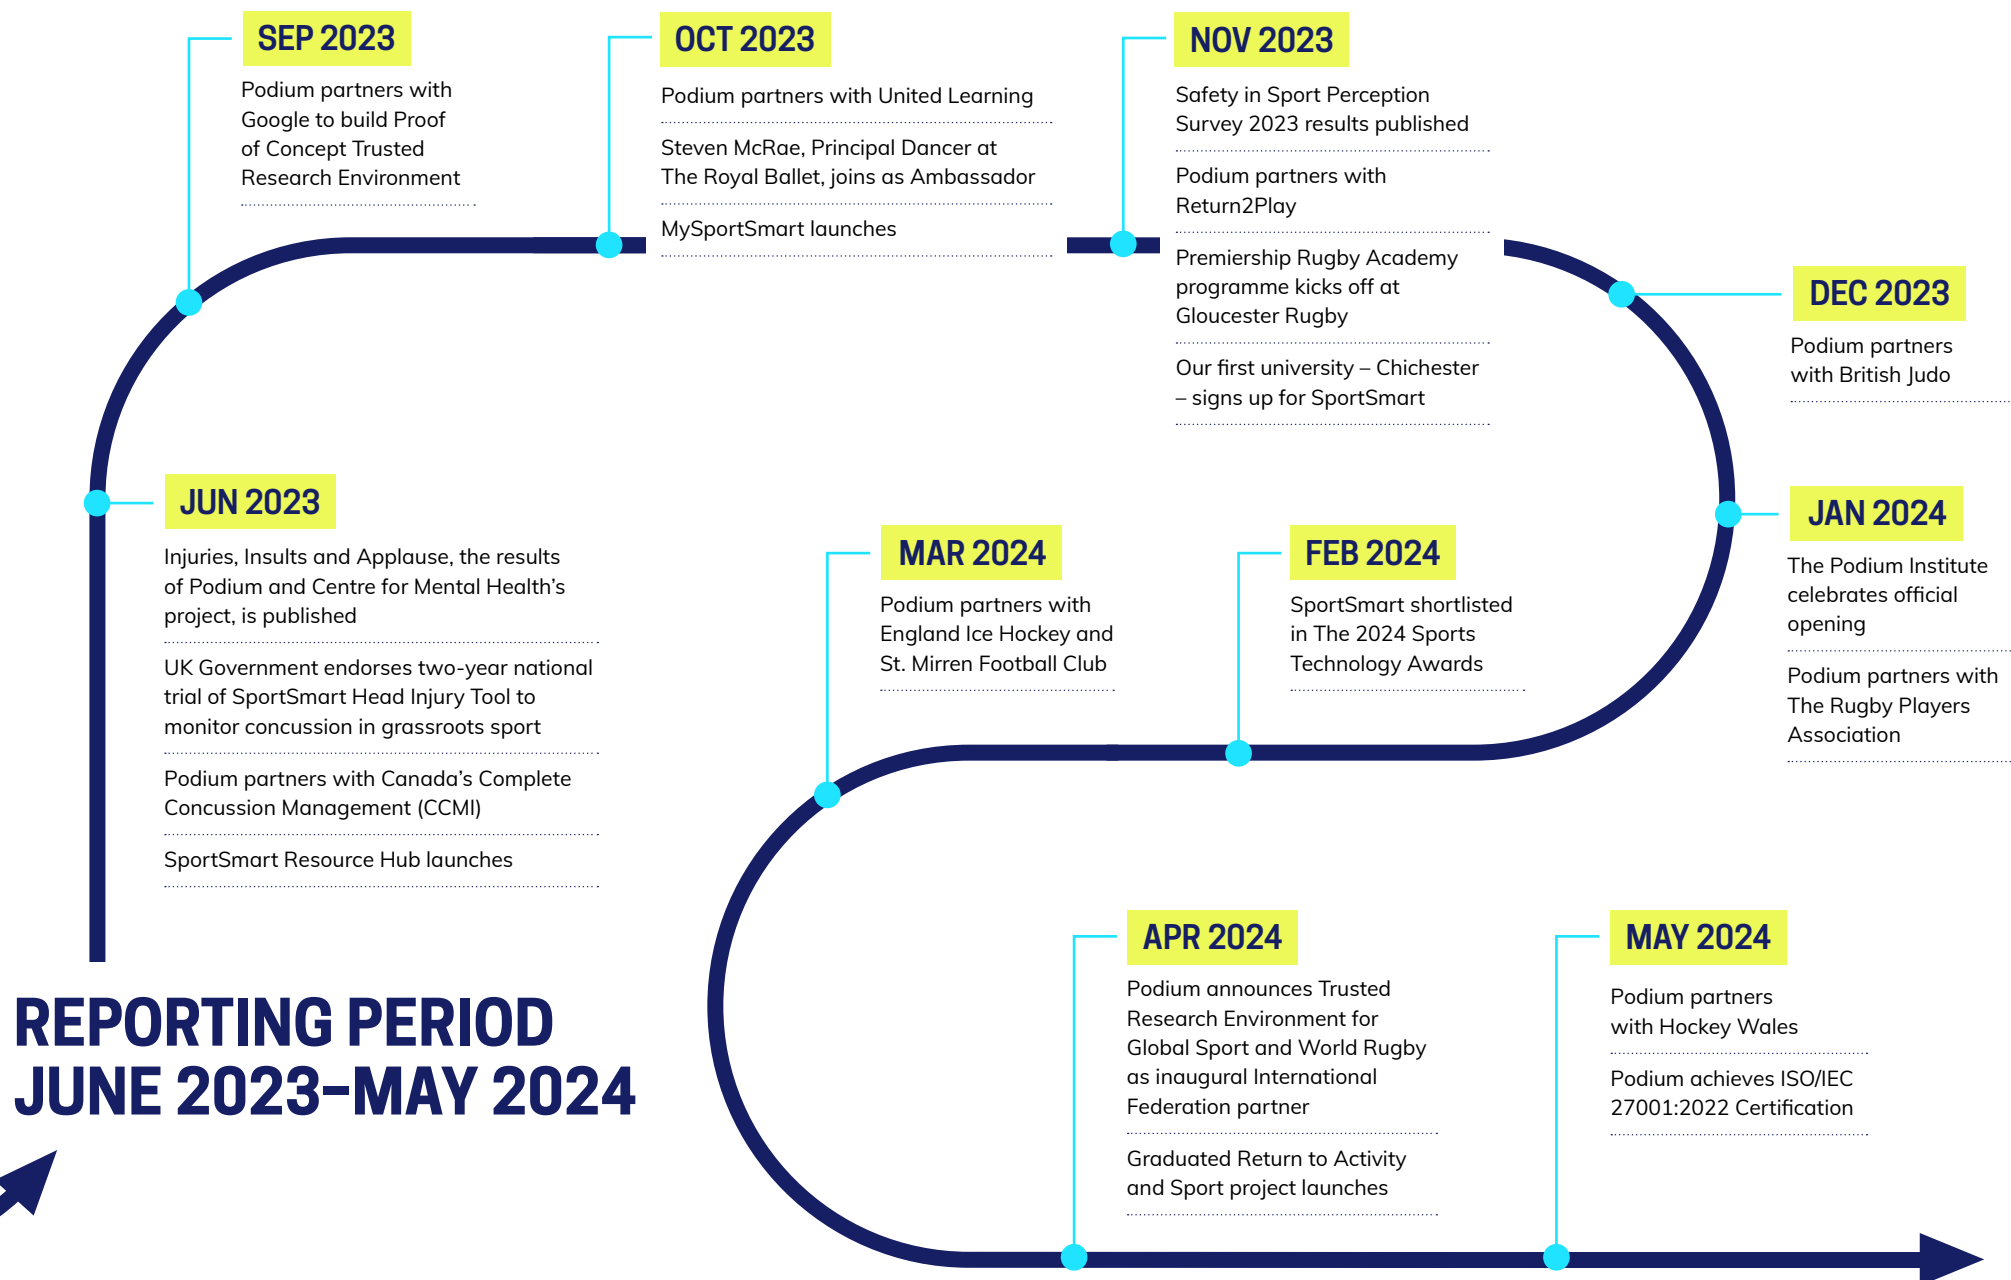 REPORTING PERIOD
JUNE 2023–MAY 2024
JUN 2023
Injuries, Insults and Applause, the results
of Podium and Centre for Mental Health’s
project, is published
UK Government endorses two-year national
trial of SportSmart Head Injury Tool to
monitor concussion in grassroots sport
Podium partners with Canada’s Complete
Concussion Management (CCMI)
SportSmart Resource Hub launches
SEP 2023
Podium partners with
Google to build Proof
of Concept Trusted
Research Environment
OCT 2023
Podium partners with United Learning
Steven McRae, Principal Dancer at
The Royal Ballet, joins as Ambassador
MySportSmart launches
NOV 2023
Safety in Sport Perception
Survey 2023 results published
Podium partners with
Return2Play
Premiership Rugby Academy
programme kicks off at
Gloucester Rugby
Our first university – Chichester
– signs up for SportSmart
DEC 2023
Podium partners
with British Judo
JAN 2024
The Podium Institute
celebrates official
opening
Podium partners with
The Rugby Players
Association
FEB 2024
SportSmart shortlisted
in The 2024 Sports
Technology Awards
MAR 2024
Podium partners with
England Ice Hockey and
St. Mirren Football Club
APR 2024
Podium announces Trusted
Research Environment for
Global Sport and World Rugby
as inaugural International
Federation partner
Graduated Return to Activity
and Sport project launches
MAY 2024
Podium partners
with Hockey Wales
Podium achieves ISO/IEC
27001:2022 Certification